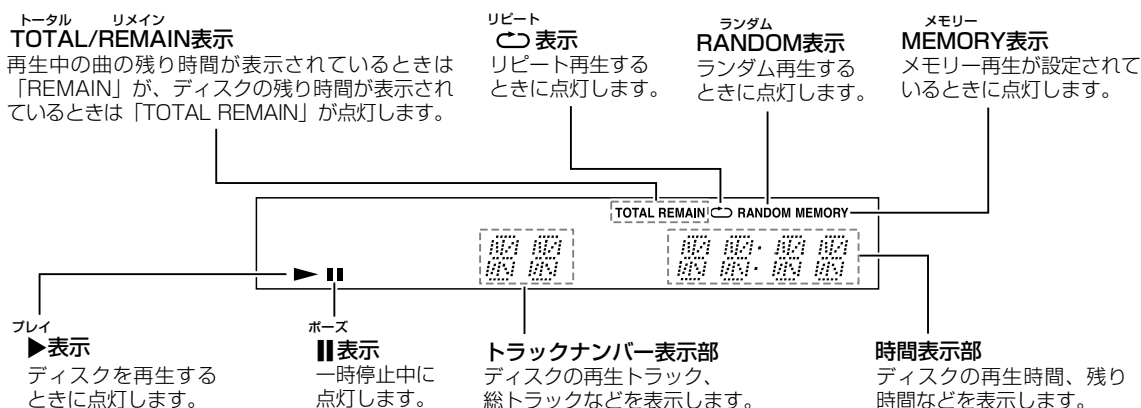 トータル リメイン
TOTAL/REMAIN表示
再生中の曲の残り時間が表示されているときは
「REMAIN」が、ディスクの残り時間が表示され
ているときは「TOTAL REMAIN」が点灯します。
リピート
表示
リピート再生する
ときに点灯します。
ランダム
RANDOM表示
ランダム再生する
ときに点灯します。
メモリー
MEMORY表示
メモリー再生が設定されて
いるときに点灯します。
TOTAL REMAIN RANDOM MEMORY
プレイ
▶表示
ディスクを再生する
ときに点灯します。
ポーズ
❚❚表示
一時停止中に
点灯します。
トラックナンバー表示部
ディスクの再生トラック、
総トラックなどを表示します。
時間表示部
ディスクの再生時間、残り
時間などを表示します。